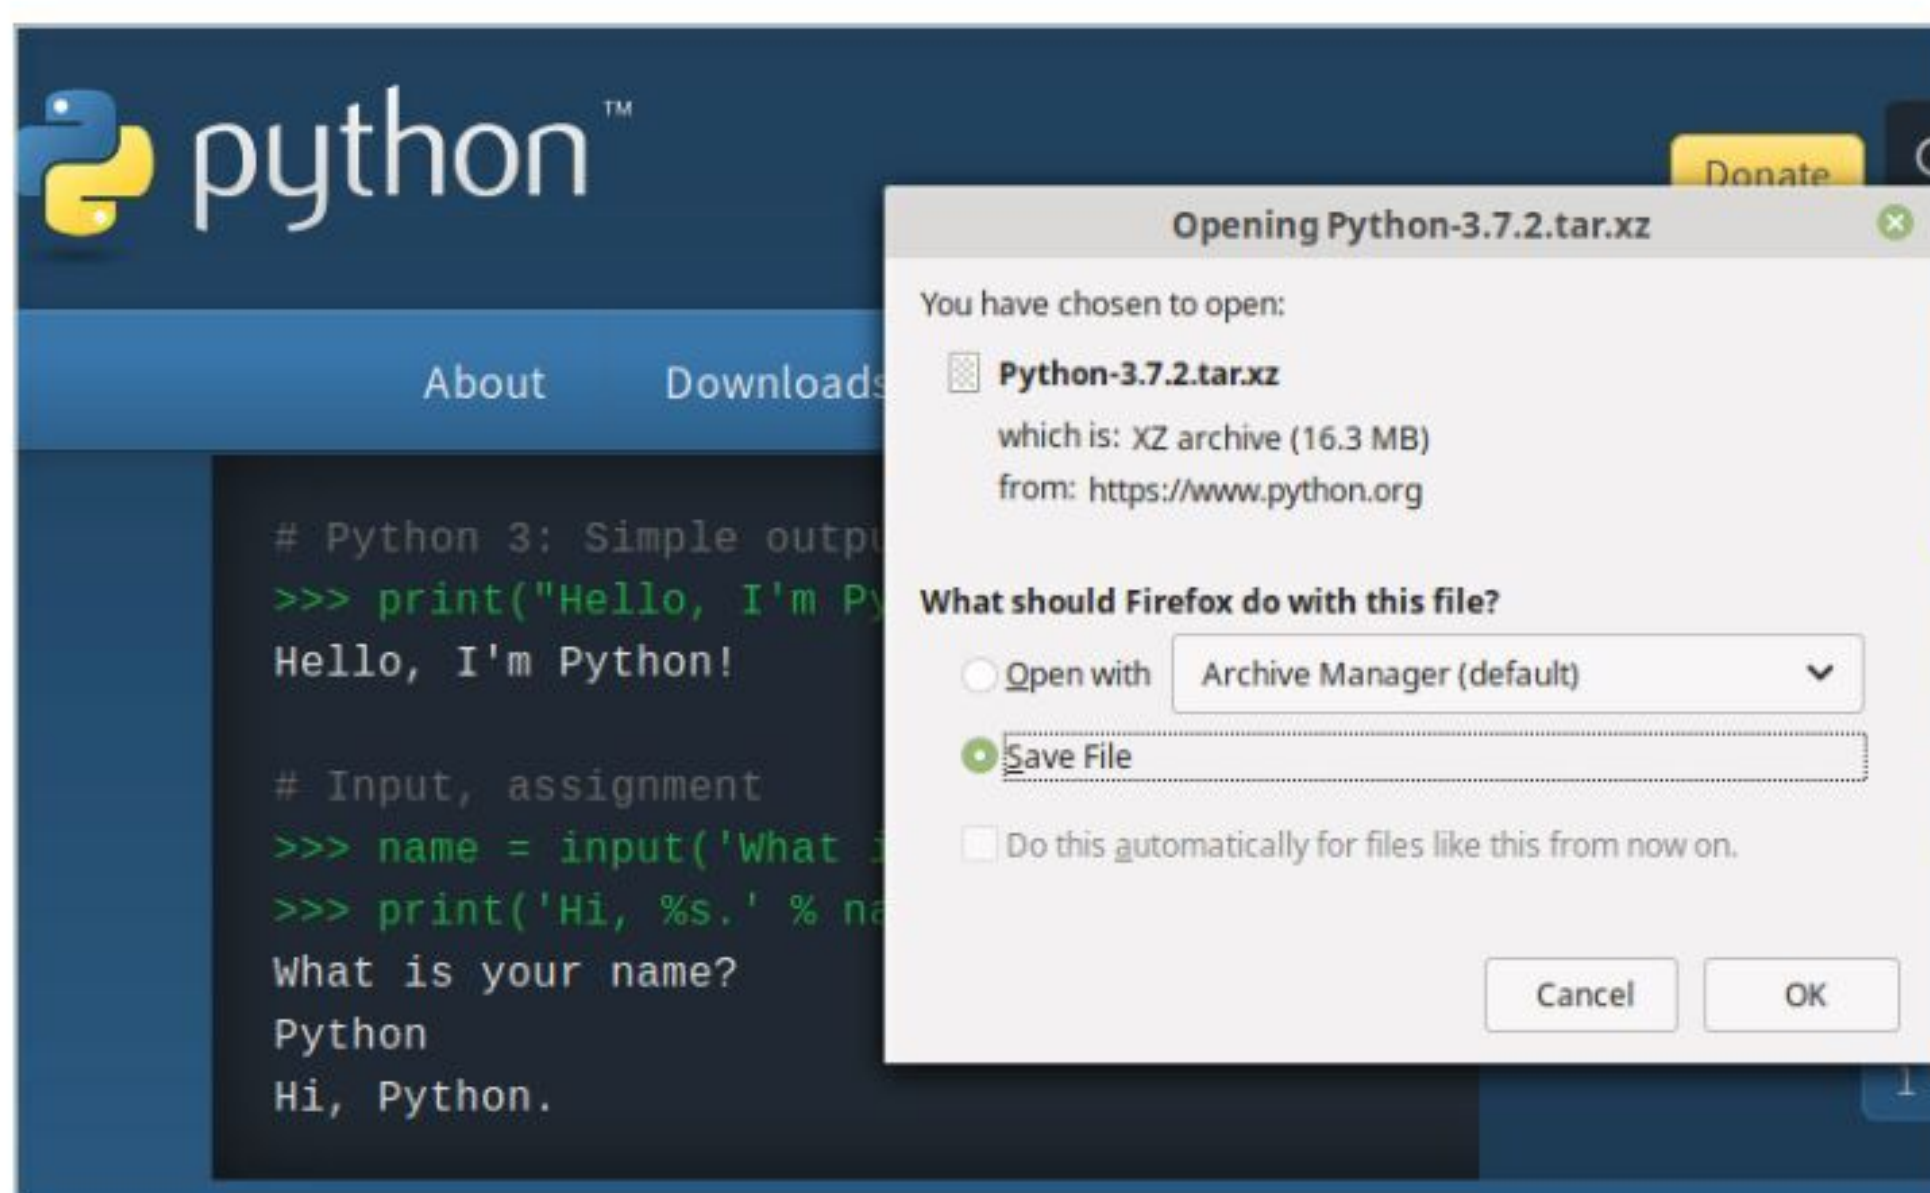 python™
Donate
About
Downloads
# Python 3: Simple outpu
>>> print("Hello, I'm Py
Hello, I'm Python!
# Input, assignment
>>> name = input('What i
>>> print('Hi, %s.' % na
What is your name?
Python
Hi, Python.
Opening Python-3.7.2.tar.xz
You have chosen to open:
Python-3.7.2.tar.xz
which is: XZ archive (16.3 MB)
from: https://www.python.org
What should Firefox do with this file?
Open with Archive Manager (default)
Save File
Do this automatically for files like this from now on.
Cancel OK